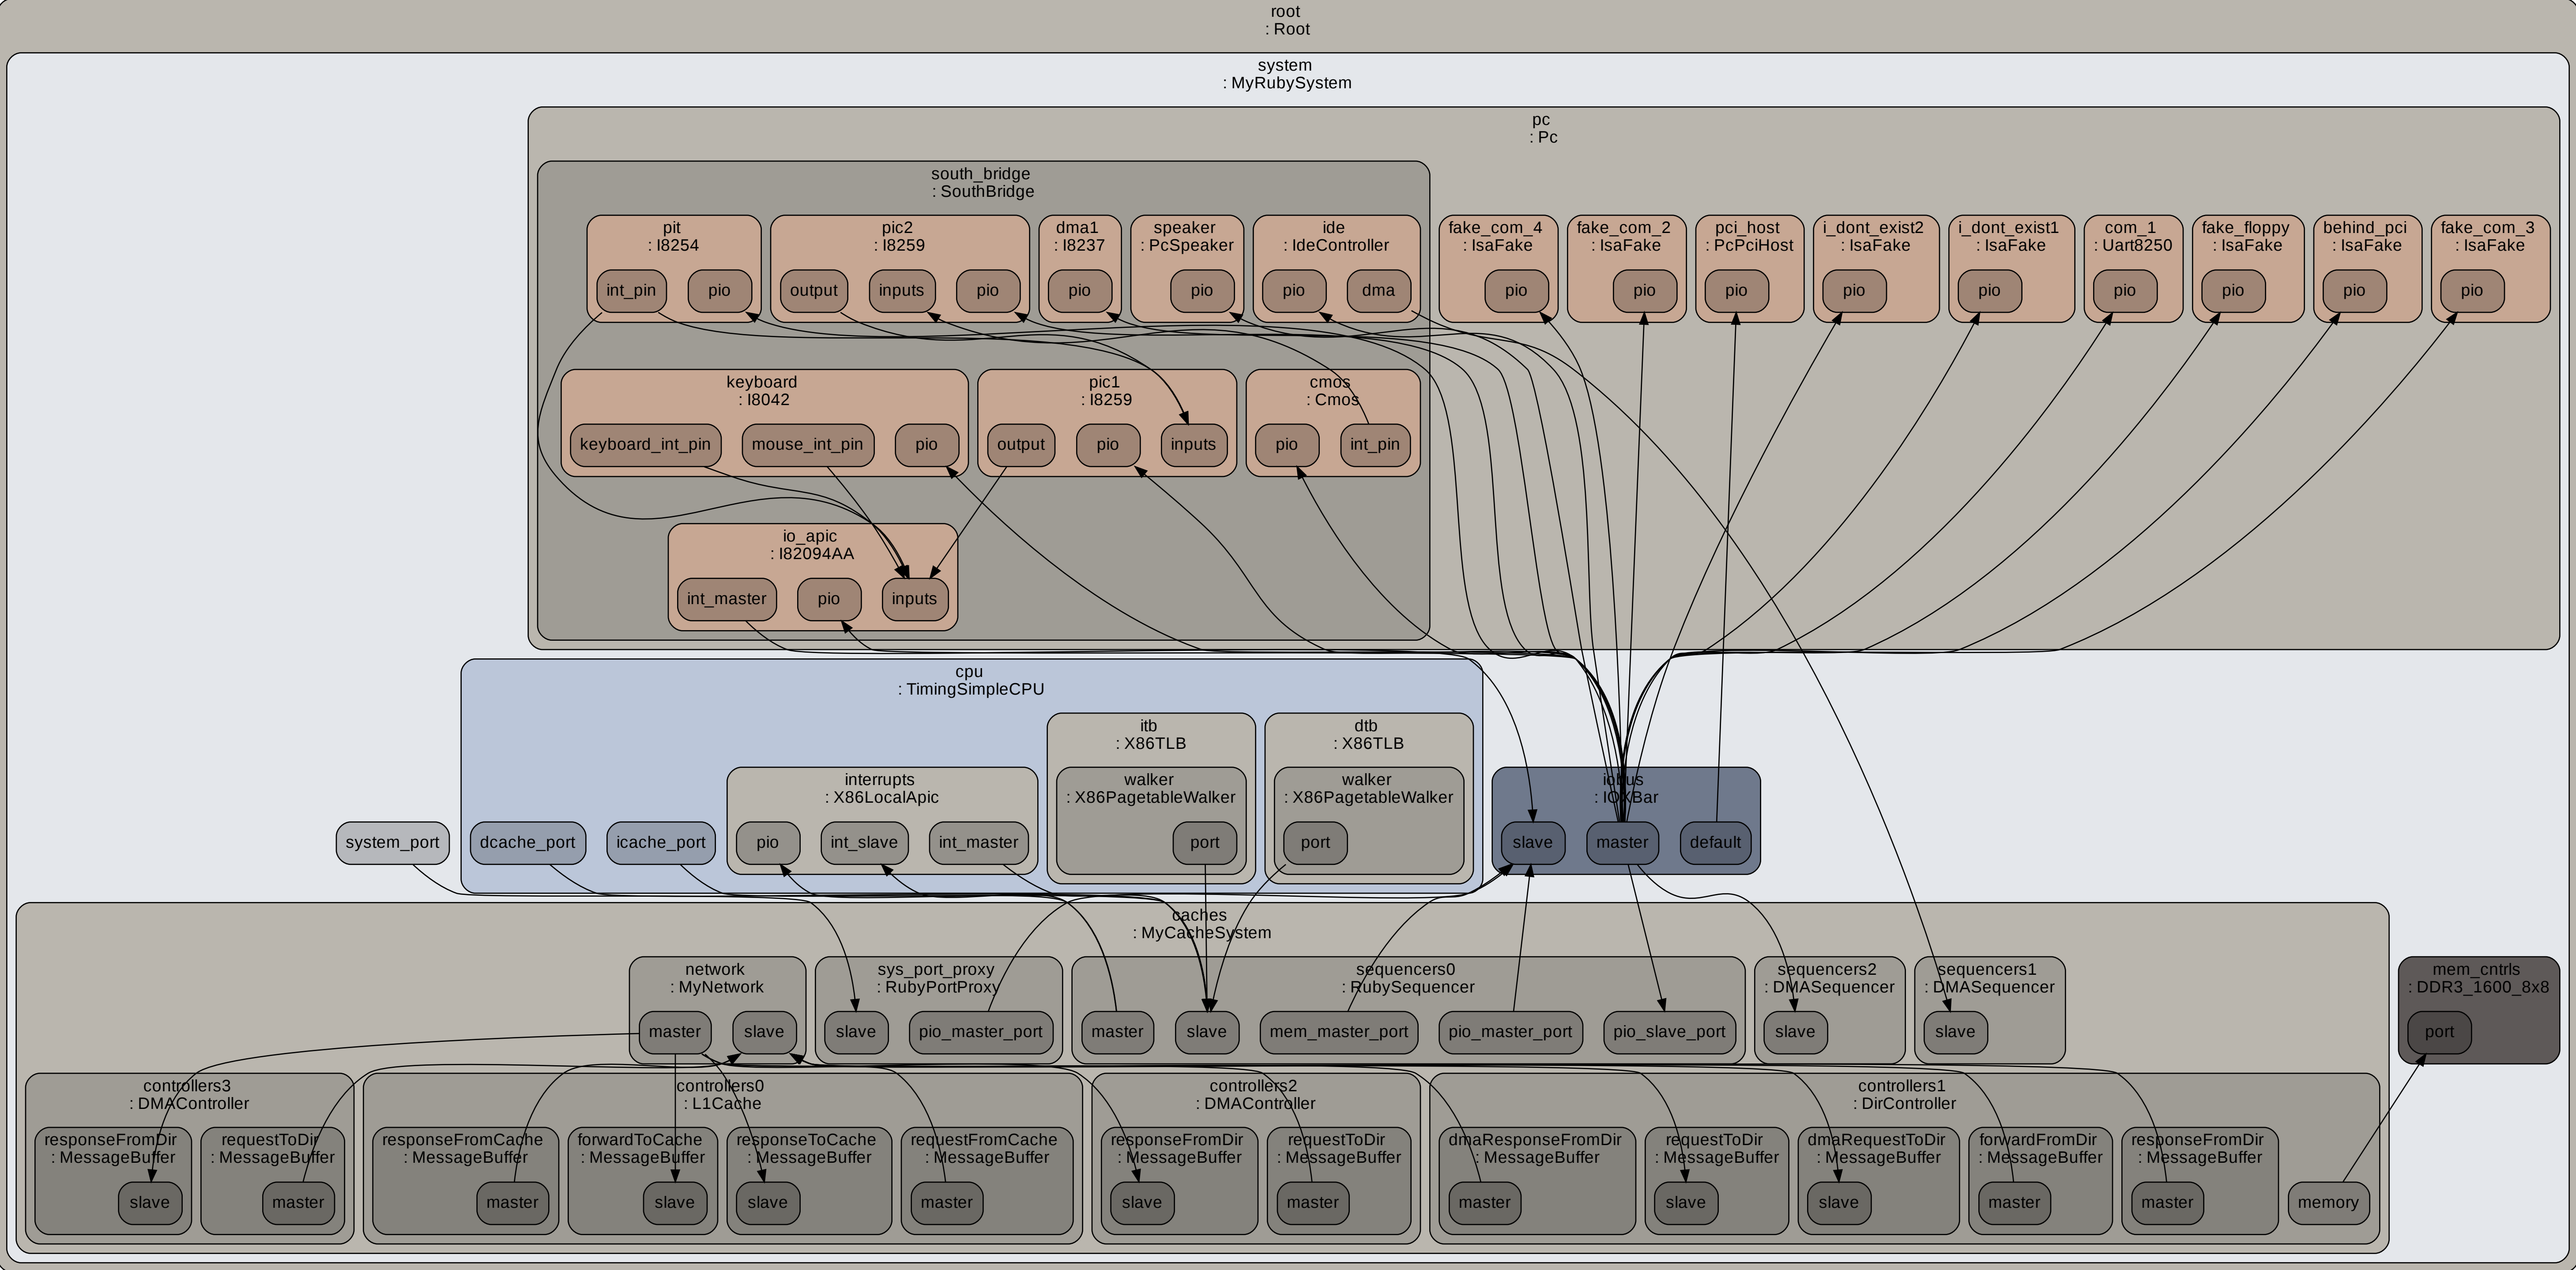 root
: Root
system
: MyRubySystem
pc
: Pc
south_bridge
: SouthBridge
pit
: I8254
int_pin
pio
pic2
: I8259
output
inputs
pio
dma1
: I8237
pio
speaker
: PcSpeaker
pio
ide
: IdeController
pio
dma
fake_com_4
: IsaFake
pio
fake_com_2
: IsaFake
pio
pci_host
: PcPciHost
pio
i_dont_exist2
: IsaFake
pio
i_dont_exist1
: IsaFake
pio
com_1
: Uart8250
pio
fake_floppy
: IsaFake
pio
behind_pci
: IsaFake
pio
fake_com_3
: IsaFake
pio
keyboard
: I8042
keyboard_int_pin
mouse_int_pin
pio
pic1
: I8259
output
pio
inputs
cmos
: Cmos
pio
int_pin
io_apic
: I82094AA
int_master
pio
inputs
cpu
: TimingSimpleCPU
dcache_port
icache_port
interrupts
: X86LocalApic
pio
int_slave
int_master
itb
: X86TLB
walker
: X86PagetableWalker
port
dtb
: X86TLB
walker
: X86PagetableWalker
port
system_port
iobus
: IOXBar
slave
master
default
caches
: MyCacheSystem
network
: MyNetwork
master
slave
sys_port_proxy
: RubyPortProxy
slave
pio_master_port
sequencers0
: RubySequencer
master
slave
mem_master_port
pio_master_port
pio_slave_port
sequencers2
: DMASequencer
slave
sequencers1
: DMASequencer
slave
mem_cntrls
: DDR3_1600_8x8
port
controllers3
: DMAController
responseFromDir
: MessageBuffer
slave
requestToDir
: MessageBuffer
master
controllers0
: L1Cache
responseFromCache
: MessageBuffer
master
forwardToCache
: MessageBuffer
slave
responseToCache
: MessageBuffer
slave
requestFromCache
: MessageBuffer
master
controllers2
: DMAController
responseFromDir
: MessageBuffer
slave
requestToDir
: MessageBuffer
master
controllers1
: DirController
dmaResponseFromDir
: MessageBuffer
master
requestToDir
: MessageBuffer
slave
dmaRequestToDir
: MessageBuffer
slave
forwardFromDir
: MessageBuffer
master
responseFromDir
: MessageBuffer
master
memory